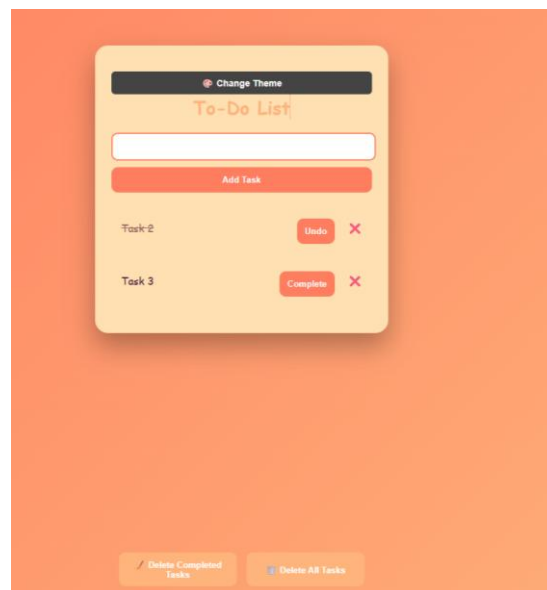 🎨 Change Theme
To-Do List
Add Task
Task 2
Undo
❌
Task 3
Complete
❌
Delete Completed
Tasks
Delete All Tasks